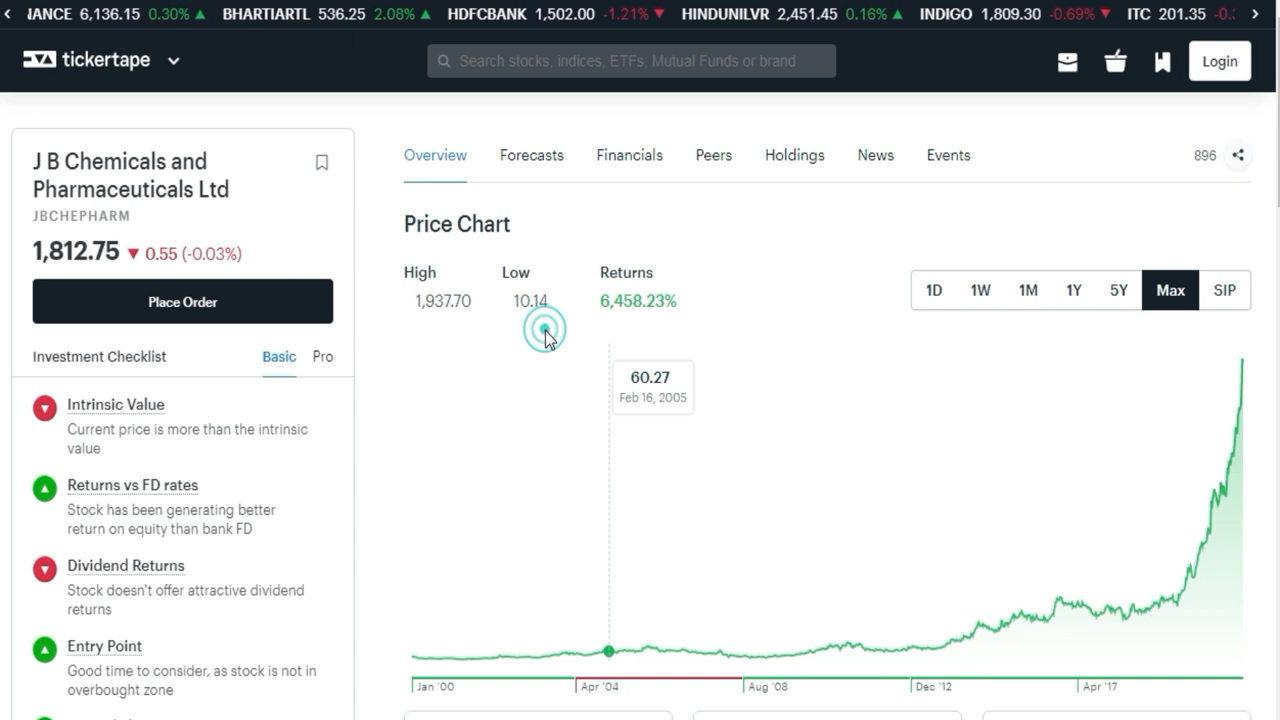 IANCE 6,136.15 0.30% BHARTIARTL 536.25 2.08% HDFCBANK 1,502.00 -1.21% HINDUNILVR 2,451.45 0.16% INDIGO 1,809.30 -0.69% ITC 201.35 -0.
tickertape Search stocks, indices, ETFs, Mutual Funds or brand Login
J B Chemicals and
Pharmaceuticals Ltd
JBCHEPHARM
1,812.75 0.55 (-0.03%)
Place Order
Investment Checklist Basic Pro
Intrinsic Value
Current price is more than the intrinsic
value
Returns vs FD rates
Stock has been generating better
return on equity than bank FD
Dividend Returns
Stock doesn't offer attractive dividend
returns
Entry Point
Good time to consider, as stock is not in
overbought zone
Overview Forecasts Financials Peers Holdings News Events 896
Price Chart
High Low Returns
1,937.70 10.14 6,458.23%
1D 1W 1M 1Y 5Y Max SIP
60.27
Feb 16, 2005
Jan '00 Apr '04 Aug '08 Dec '12 Apr '17